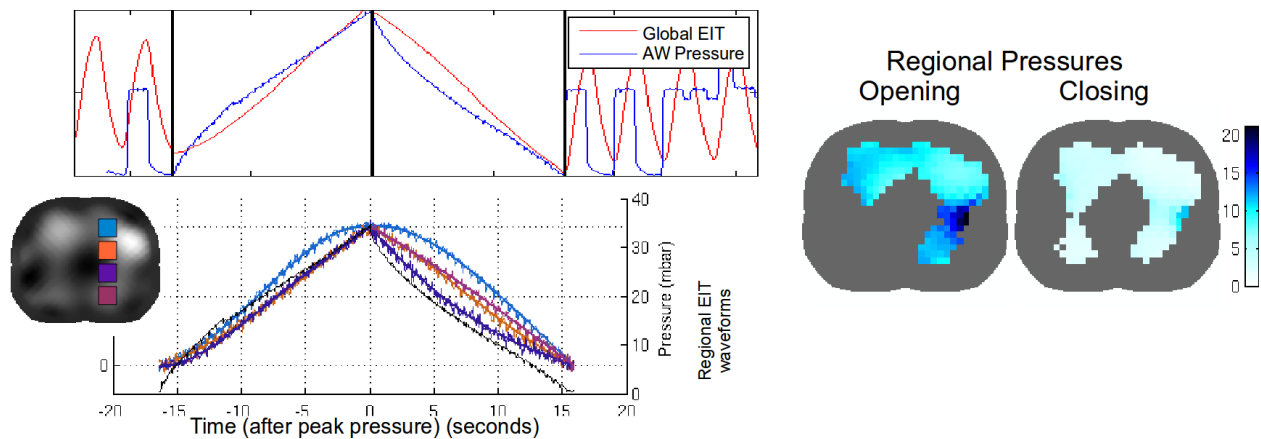 Global EIT
AW Pressure
Regional Pressures
Opening Closing
20
15
10
5
0
40
30
20
10
0
Pressure (mbar)
Regional EIT
waveforms
0
-20 -15 -10 -5 0 5 10 15 20
Time (after peak pressure) (seconds)